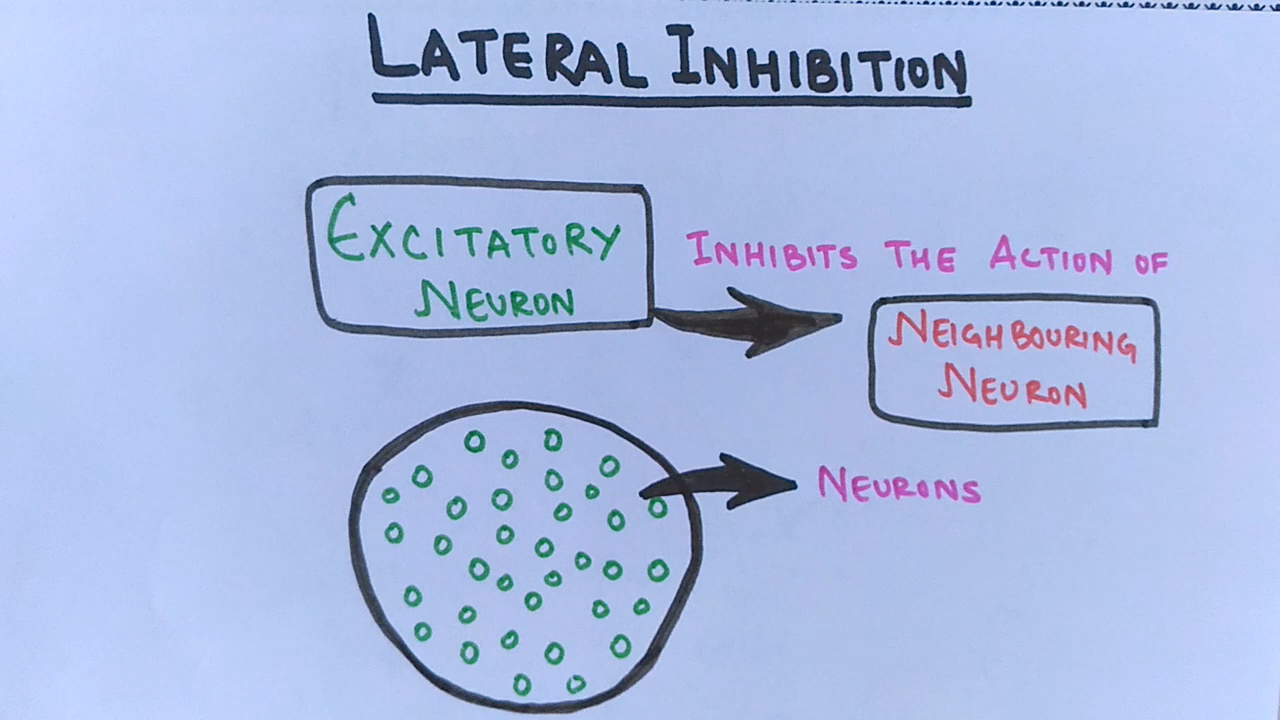 LATERAL INHIBITION
EXCITATORY
NEURON
INHIBITS THE ACTION OF
NEIGHBOURING
NEURON
NEURONS